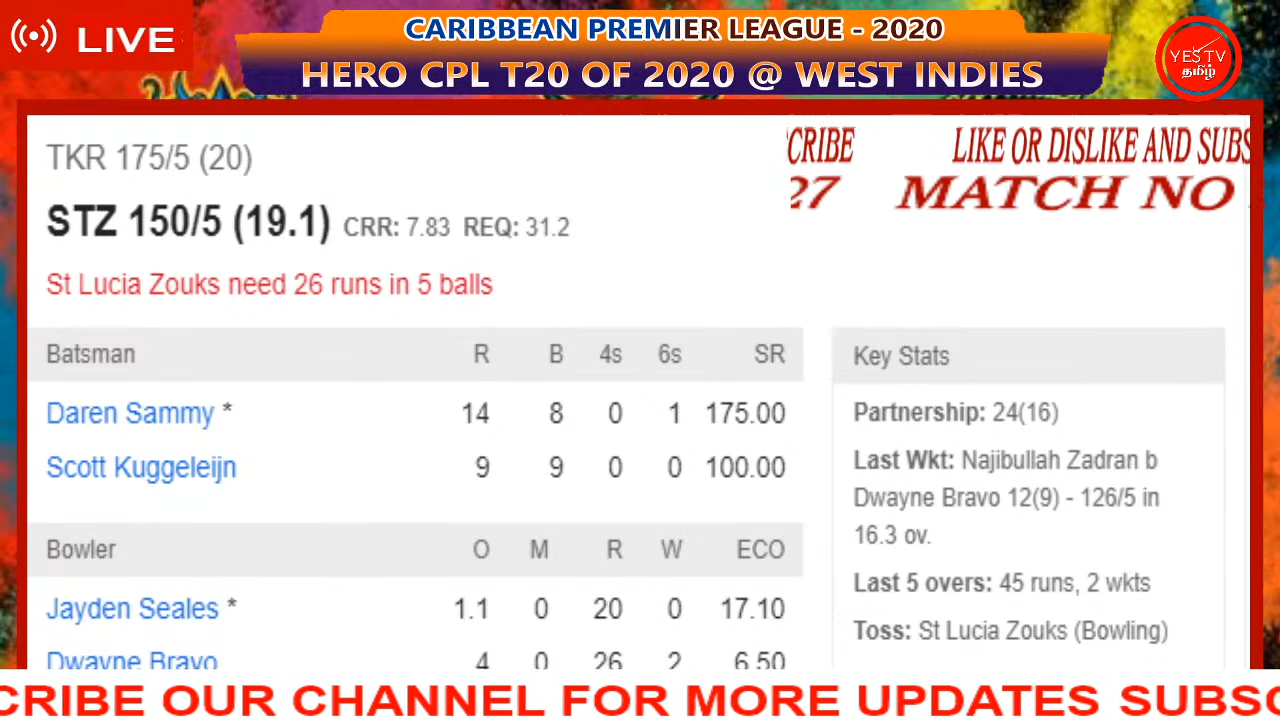 LIVE
CARIBBEAN PREMIER LEAGUE - 2020
HERO CPL T20 OF 2020 @ WEST INDIES
YES TV
தமிழ்
TKR 175/5 (20)
CRIBE LIKE OR DISLIKE AND SUBS
27 MATCH NO
STZ 150/5 (19.1) CRR: 7.83 REQ: 31.2
St Lucia Zouks need 26 runs in 5 balls
Batsman R B 4s 6s SR
Daren Sammy * 14 8 0 1 175.00
Scott Kuggeleijn 9 9 0 0 100.00
Bowler O M R W ECO
Jayden Seales * 1.1 0 20 0 17.10
Dwayne Bravo 4 0 26 2 6.50
Key Stats
Partnership: 24(16)
Last Wkt: Najibullah Zadran b
Dwayne Bravo 12(9) - 126/5 in
16.3 ov.
Last 5 overs: 45 runs, 2 wkts
Toss: St Lucia Zouks (Bowling)
CRIBE OUR CHANNEL FOR MORE UPDATES SUBSC